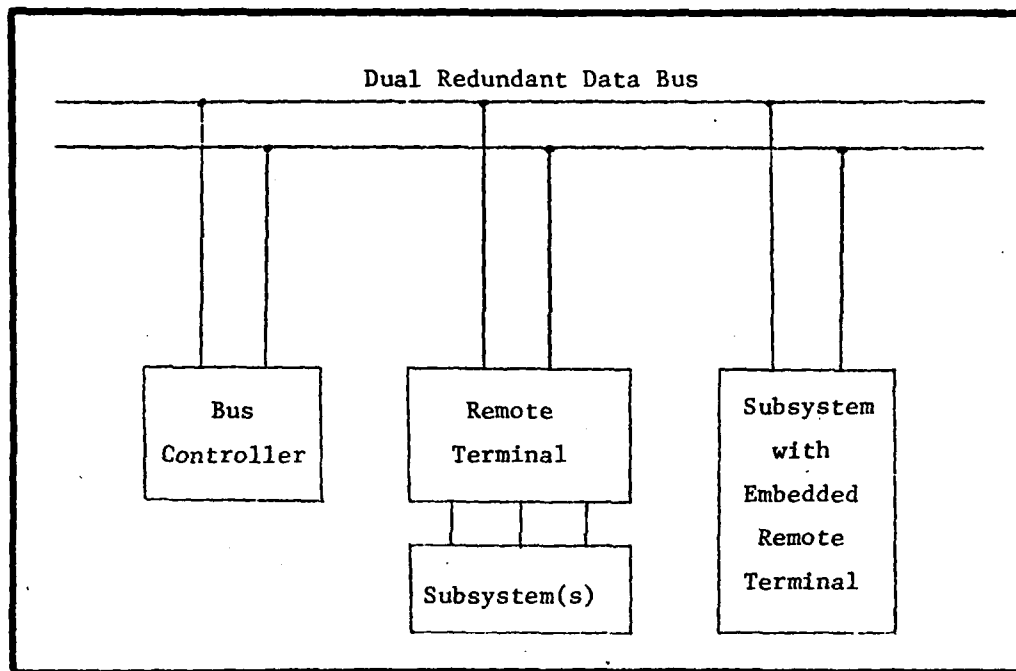 Dual Redundant Data Bus
Bus
Controller
Remote
Terminal
Subsystem(s)
Subsystem
with
Embedded
Remote
Terminal